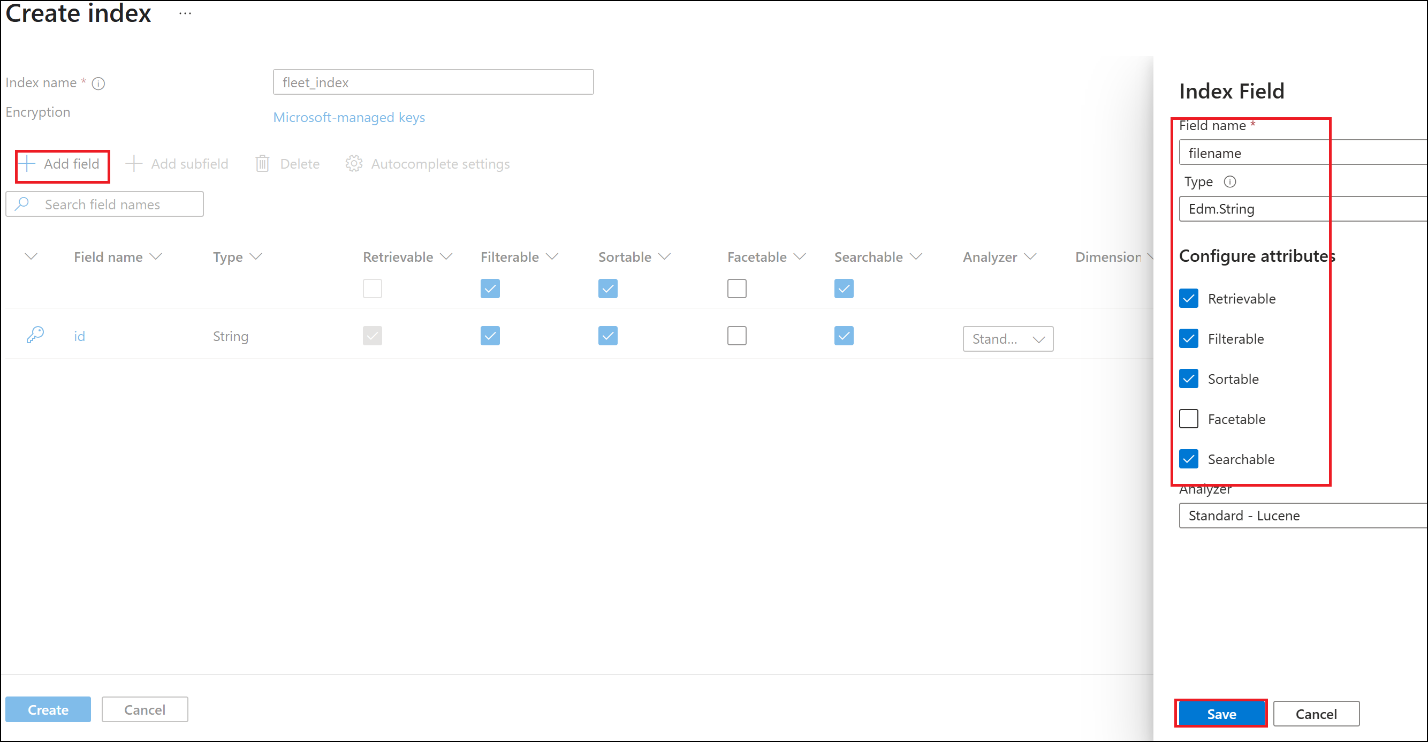 Create index ...
Index name *
fleet_index
Encryption
Microsoft-managed keys
Add field Add subfield Delete Autocomplete settings
Search field names
Field name Type Retrievable Filterable Sortable Facetable Searchable Analyzer Dimension
id String Stand...
Create Cancel
Index Field
Field name *
filename
Type
Edm.String
Configure attributes
Retrievable
Filterable
Sortable
Facetable
Searchable
Analyzer
Standard - Lucene
Save Cancel